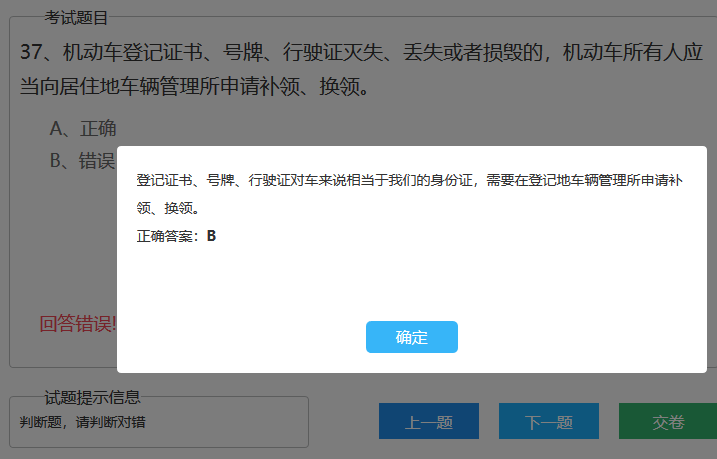 考试题目
37、机动车登记证书、号牌、行驶证灭失、丢失或者损毁的，机动车所有人应
当向居住地车辆管理所申请补领、换领。
A、正确
B、错误
登记证书、号牌、行驶证对车来说相当于我们的身份证，需要在登记地车辆管理所申请补
领、换领。
正确答案：B
回答错误!
确定
试题提示信息
判断题，请判断对错
上一题
下一题
交卷